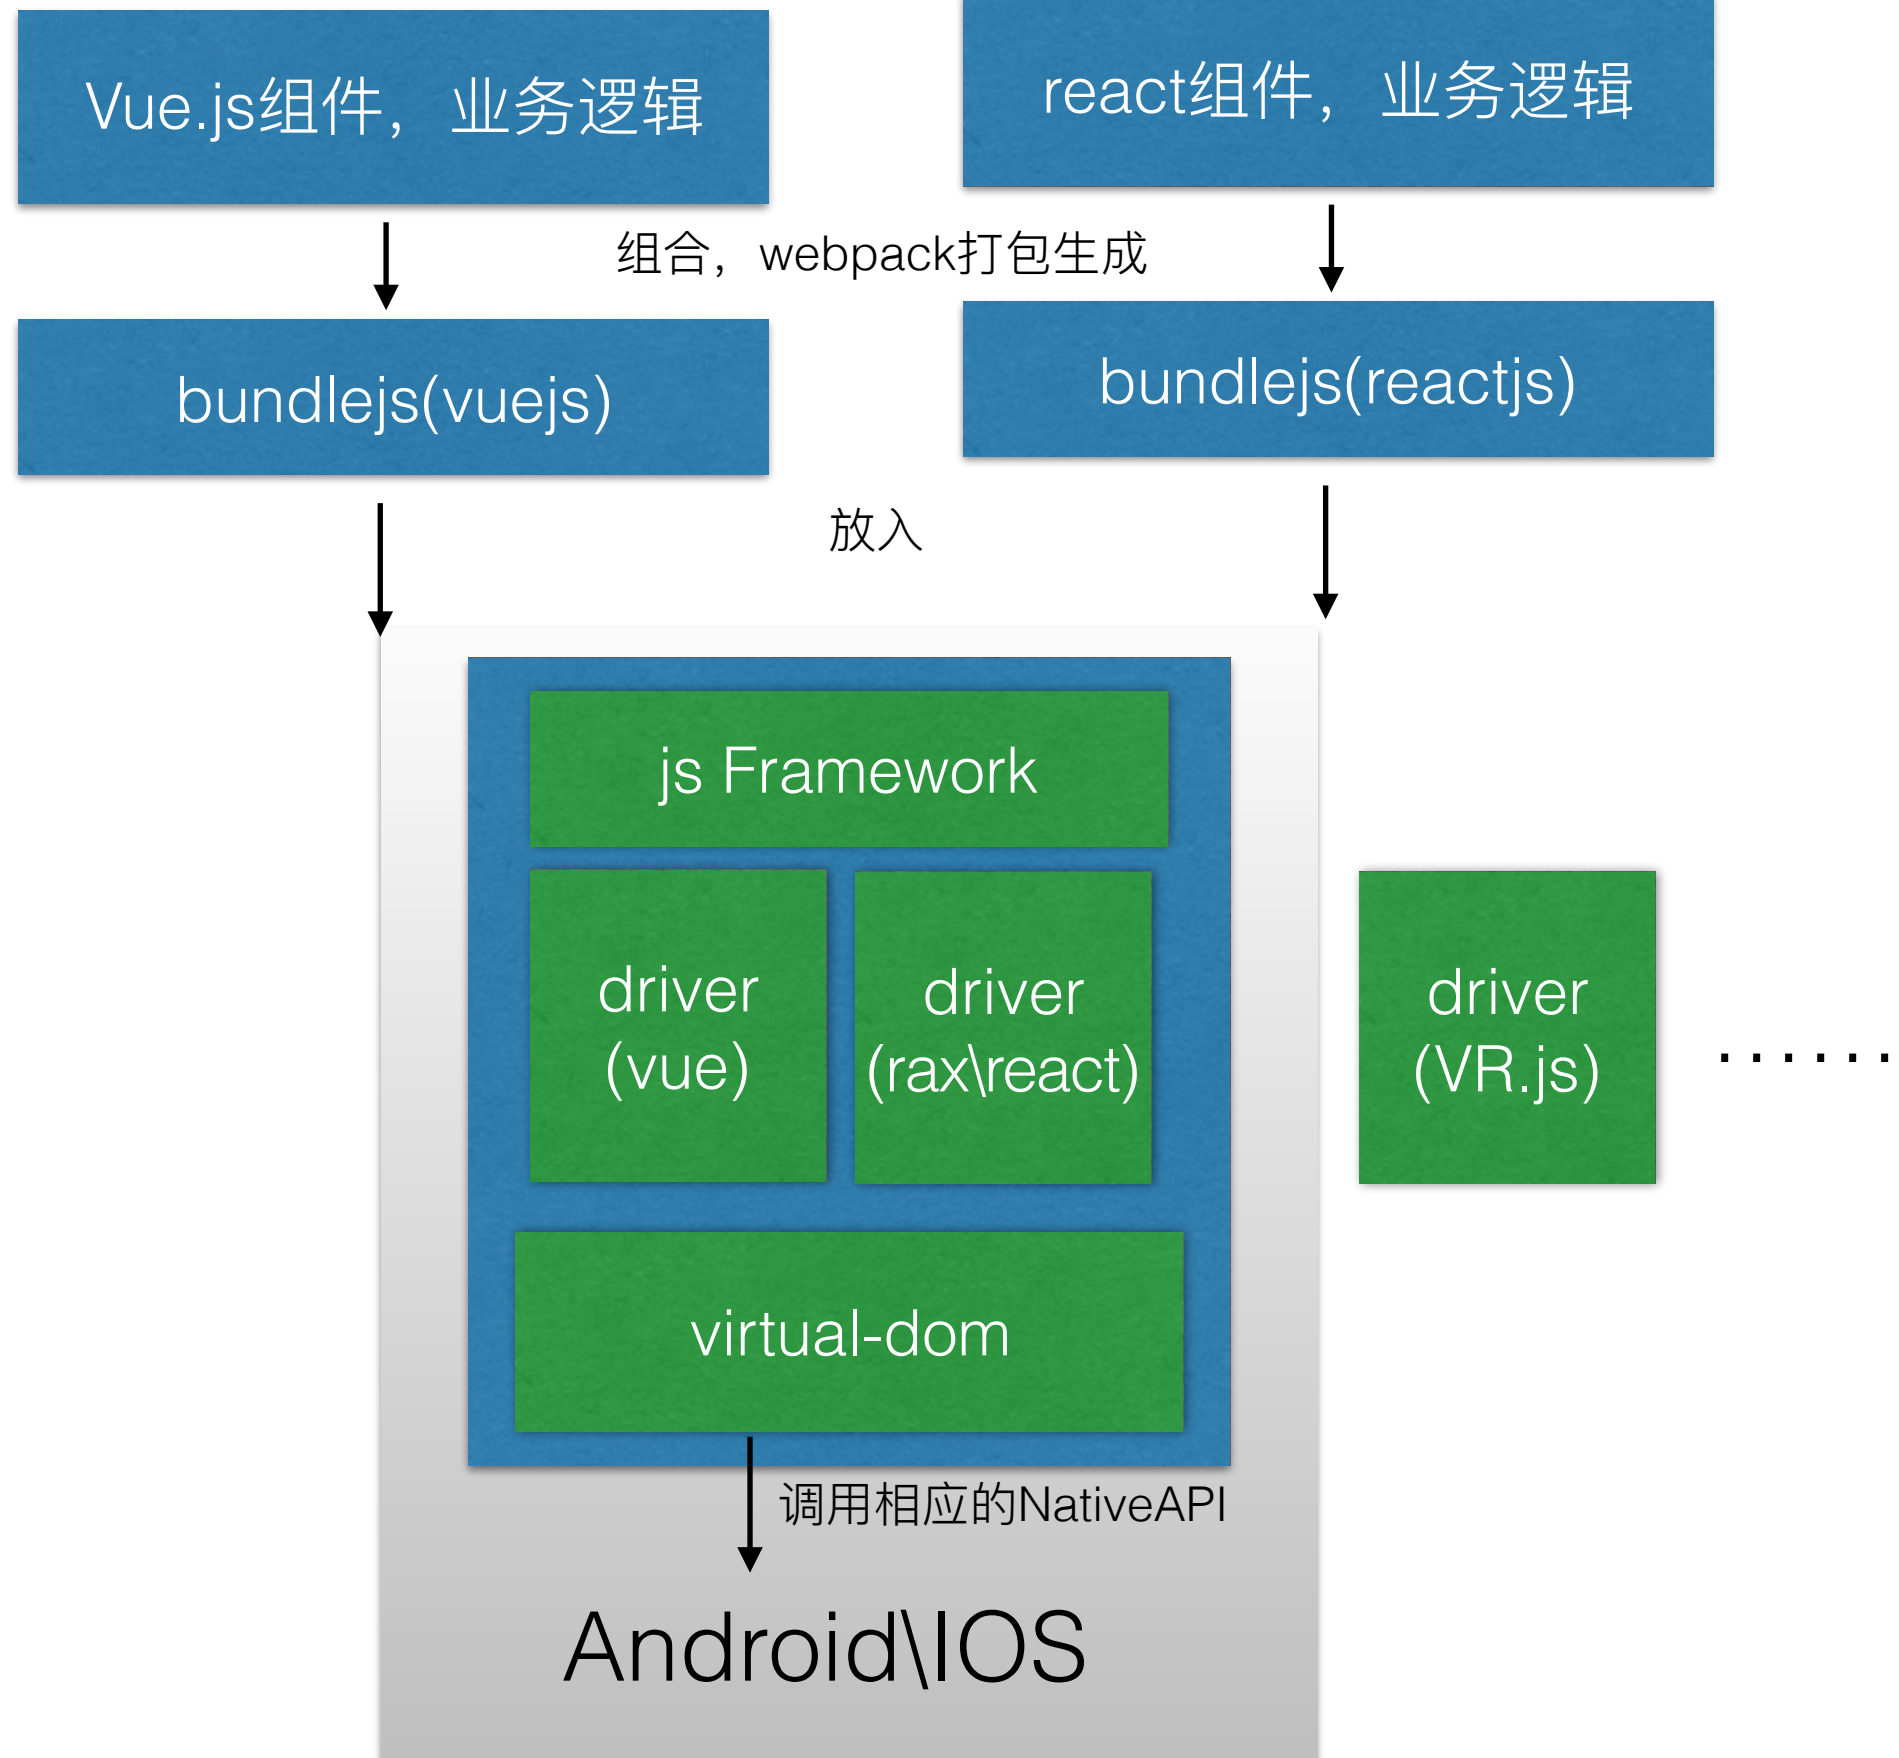 Vue.js组件，业务逻辑
react组件，业务逻辑
组合，webpack打包生成
bundlejs(vuejs)
bundlejs(reactjs)
放入
js Framework
driver
(vue)
driver
(rax\react)
driver
(VR.js)
......
virtual-dom
调用相应的NativeAPI
Android\IOS